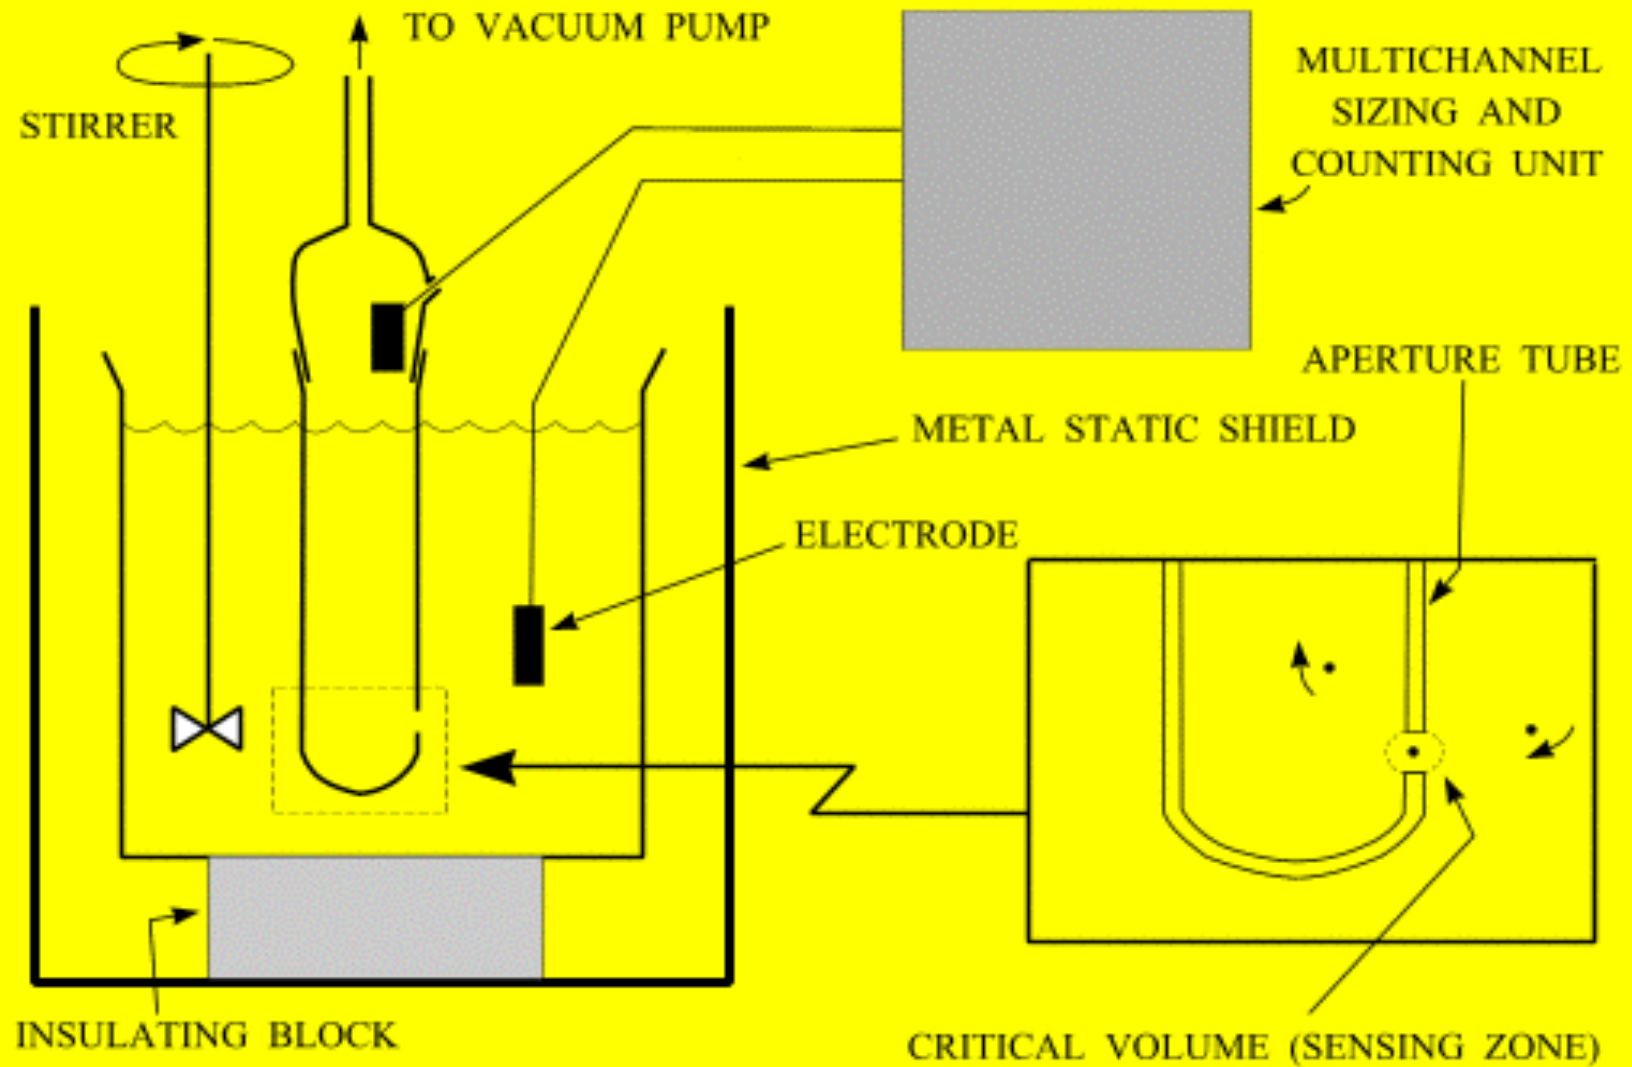 TO VACUUM PUMP
MULTICHANNEL
SIZING AND
COUNTING UNIT
STIRRER
APERTURE TUBE
METAL STATIC SHIELD
ELECTRODE
INSULATING BLOCK
CRITICAL VOLUME (SENSING ZONE)